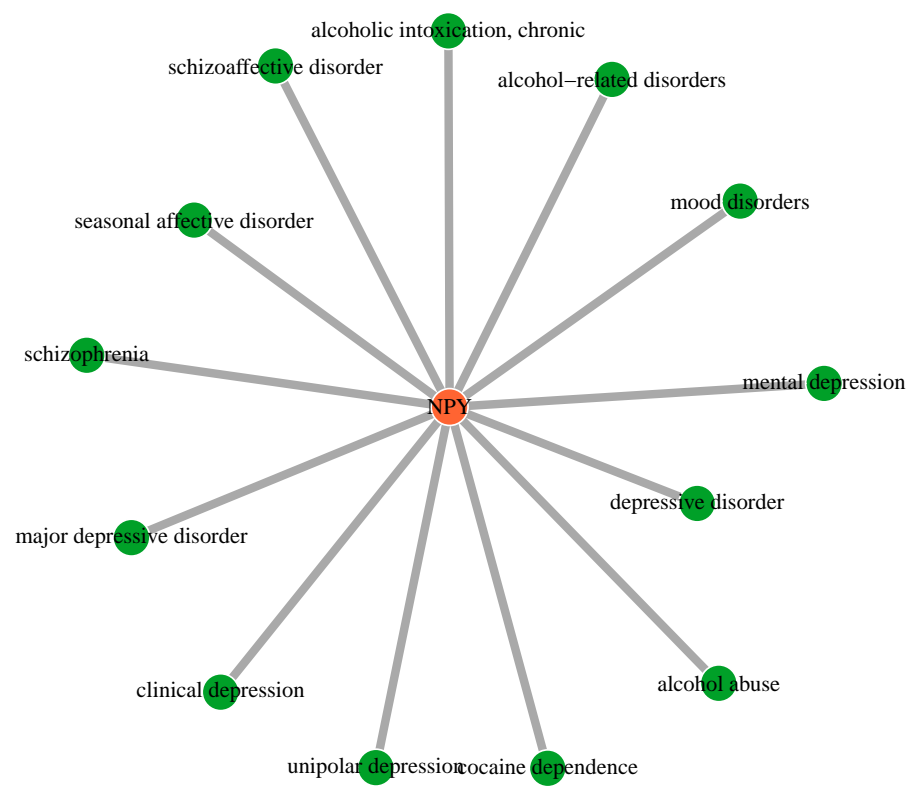 alcoholic intoxication, chronic
schizoaffective disorder
alcohol−related disorders
mood disorders
seasonal affective disorder
schizophrenia
mental depression
NPY
depressive disorder
major depressive disorder
alcohol abuse
clinical depression
unipolar depression
cocaine dependence